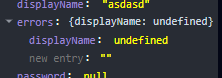 displayName: "asdasd"
errors: {displayName: undefined}
displayName: undefined
new entry: ""
password: null